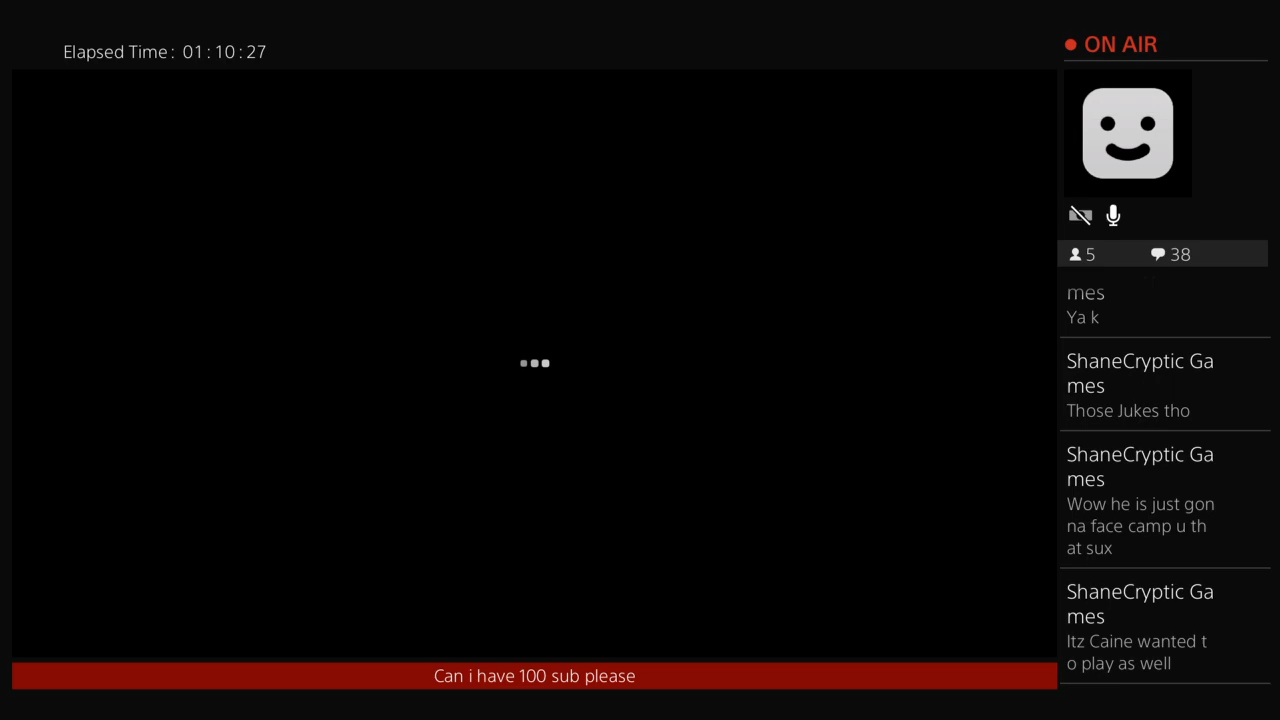 Elapsed Time: 01:10:27
ON AIR
5 38
mes
Ya k
ShaneCryptic Ga
mes
Those Jukes tho
ShaneCryptic Ga
mes
Wow he is just gon
na face camp u th
at sux
ShaneCryptic Ga
mes
Itz Caine wanted t
o play as well
Can i have 100 sub please